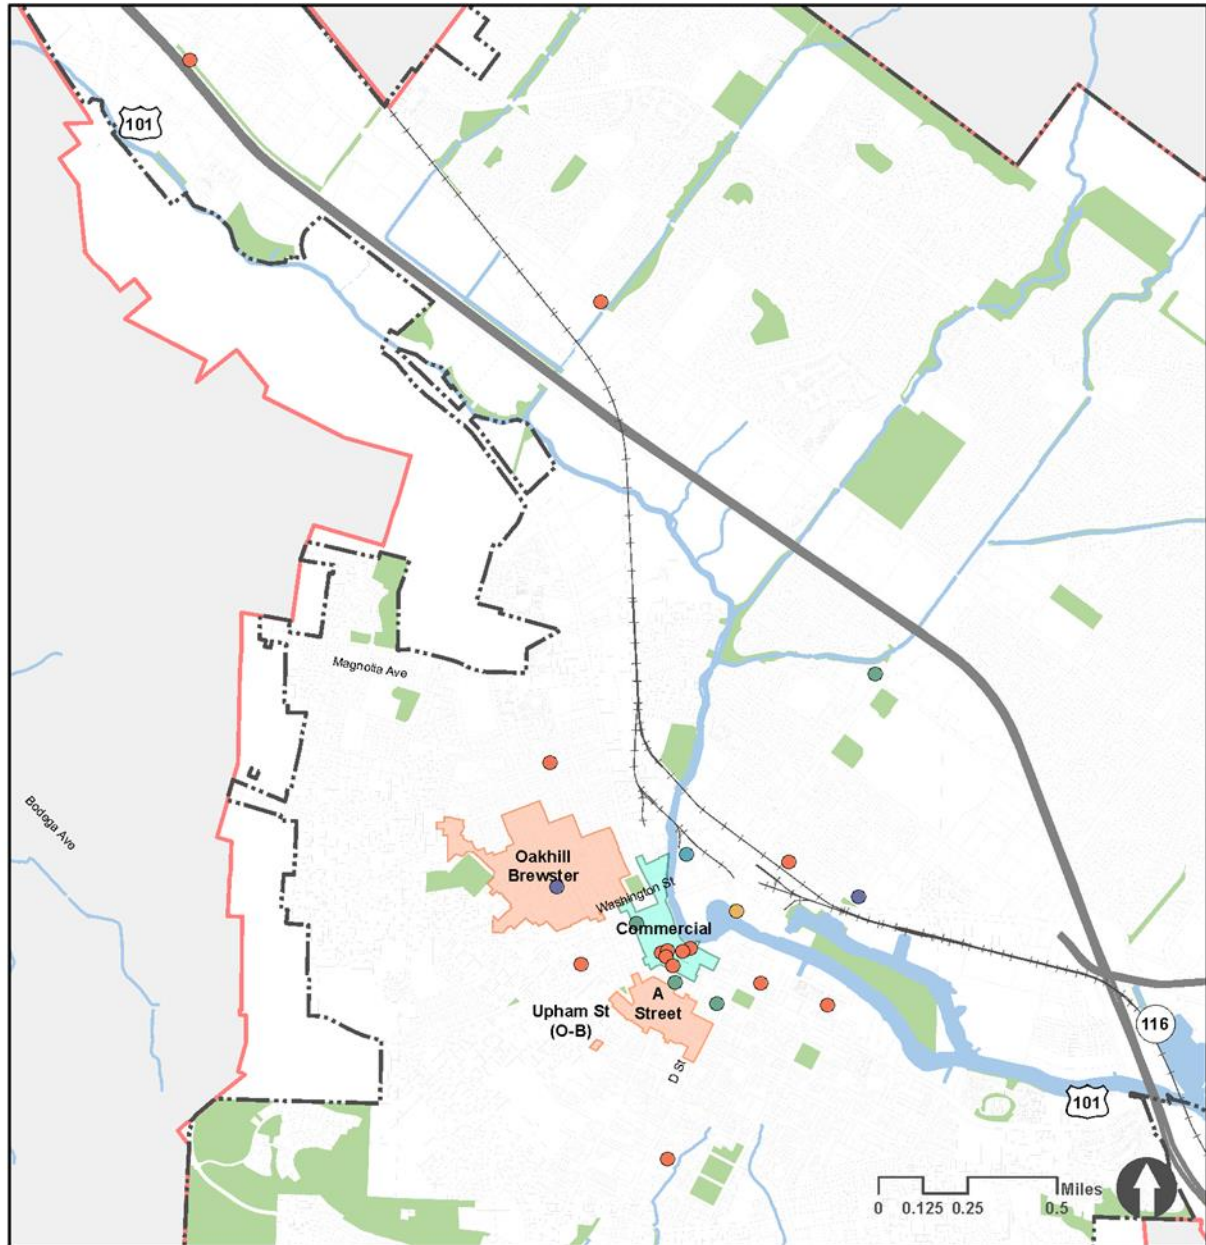 101
Magnolia Ave
Bodega Ave
Oakhill
Brewster
Washington St
Commercial
A
Street
Upham St
(O-B)
D St
116
101
Miles
0 0.125 0.25 0.5